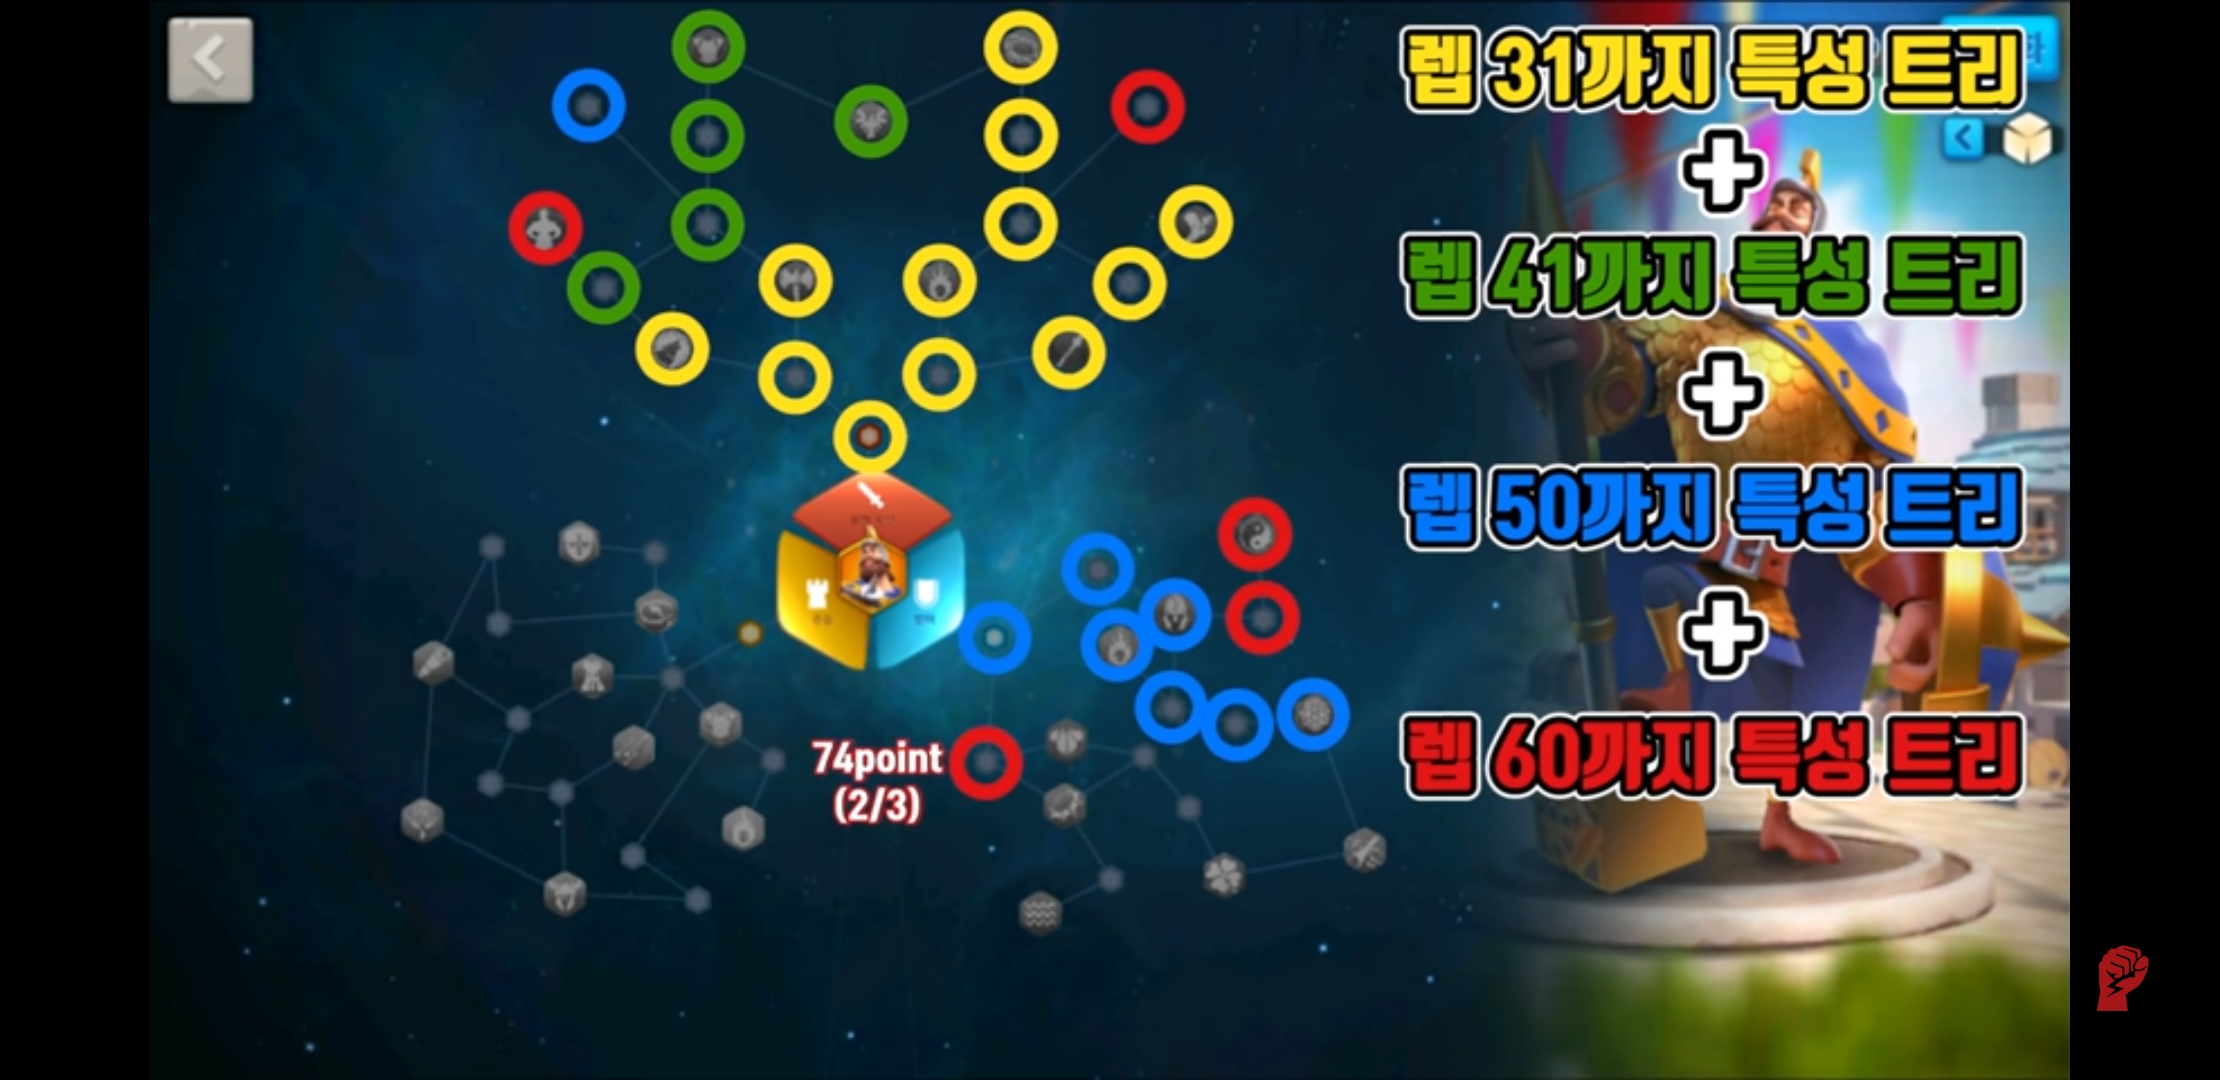 렙 31까지 특성 트리
+
렙 41까지 특성 트리
+
렙 50까지 특성 트리
+
렙 60까지 특성 트리
74point
(2/3)